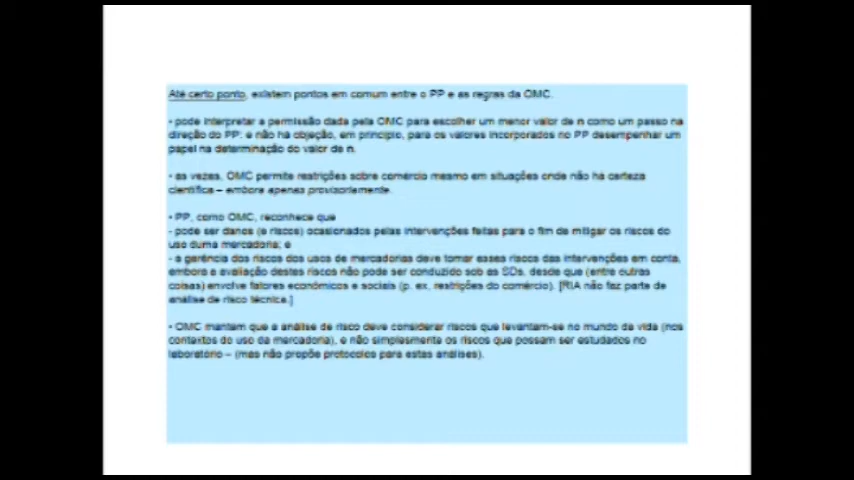 Até certo ponto, existem pontos em comum entre o PP e as regras da OMC.
• pode interpretar a permissão dada pela OMC para escolher um menor valor de n como um passo na
direção do PP: e não há objeção, em princípio, para os valores incorporados no PP desempenhar um
papel na determinação do valor de n.
• as vezes, OMC permite restrições sobre comércio mesmo em situações onde não há certeza
científica – embora apenas provisoriamente.
• PP, como OMC, reconhece que
- pode ser danos (e riscos) ocasionados pelas intervenções feitas para o fim de mitigar os riscos do
uso duma mercadoria; e
- a gerência dos riscos dos usos de mercadorias deve tomar esses riscos das intervenções em conta,
embora a avaliação destes riscos não pode ser conduzido sob as SDs, desde que (entre outras
coisas) envolve fatores econômicos e sociais (p. ex, restrições do comércio). [RIA não faz parte de
análise de risco técnica.]
• OMC mantem que a análise de risco deve considerar riscos que levantam-se no mundo da vida (nos
contextos do uso da mercadoria), e não simplesmente os riscos que possam ser estudados no
laboratório – (mas não propõe protocolos para estas análises).